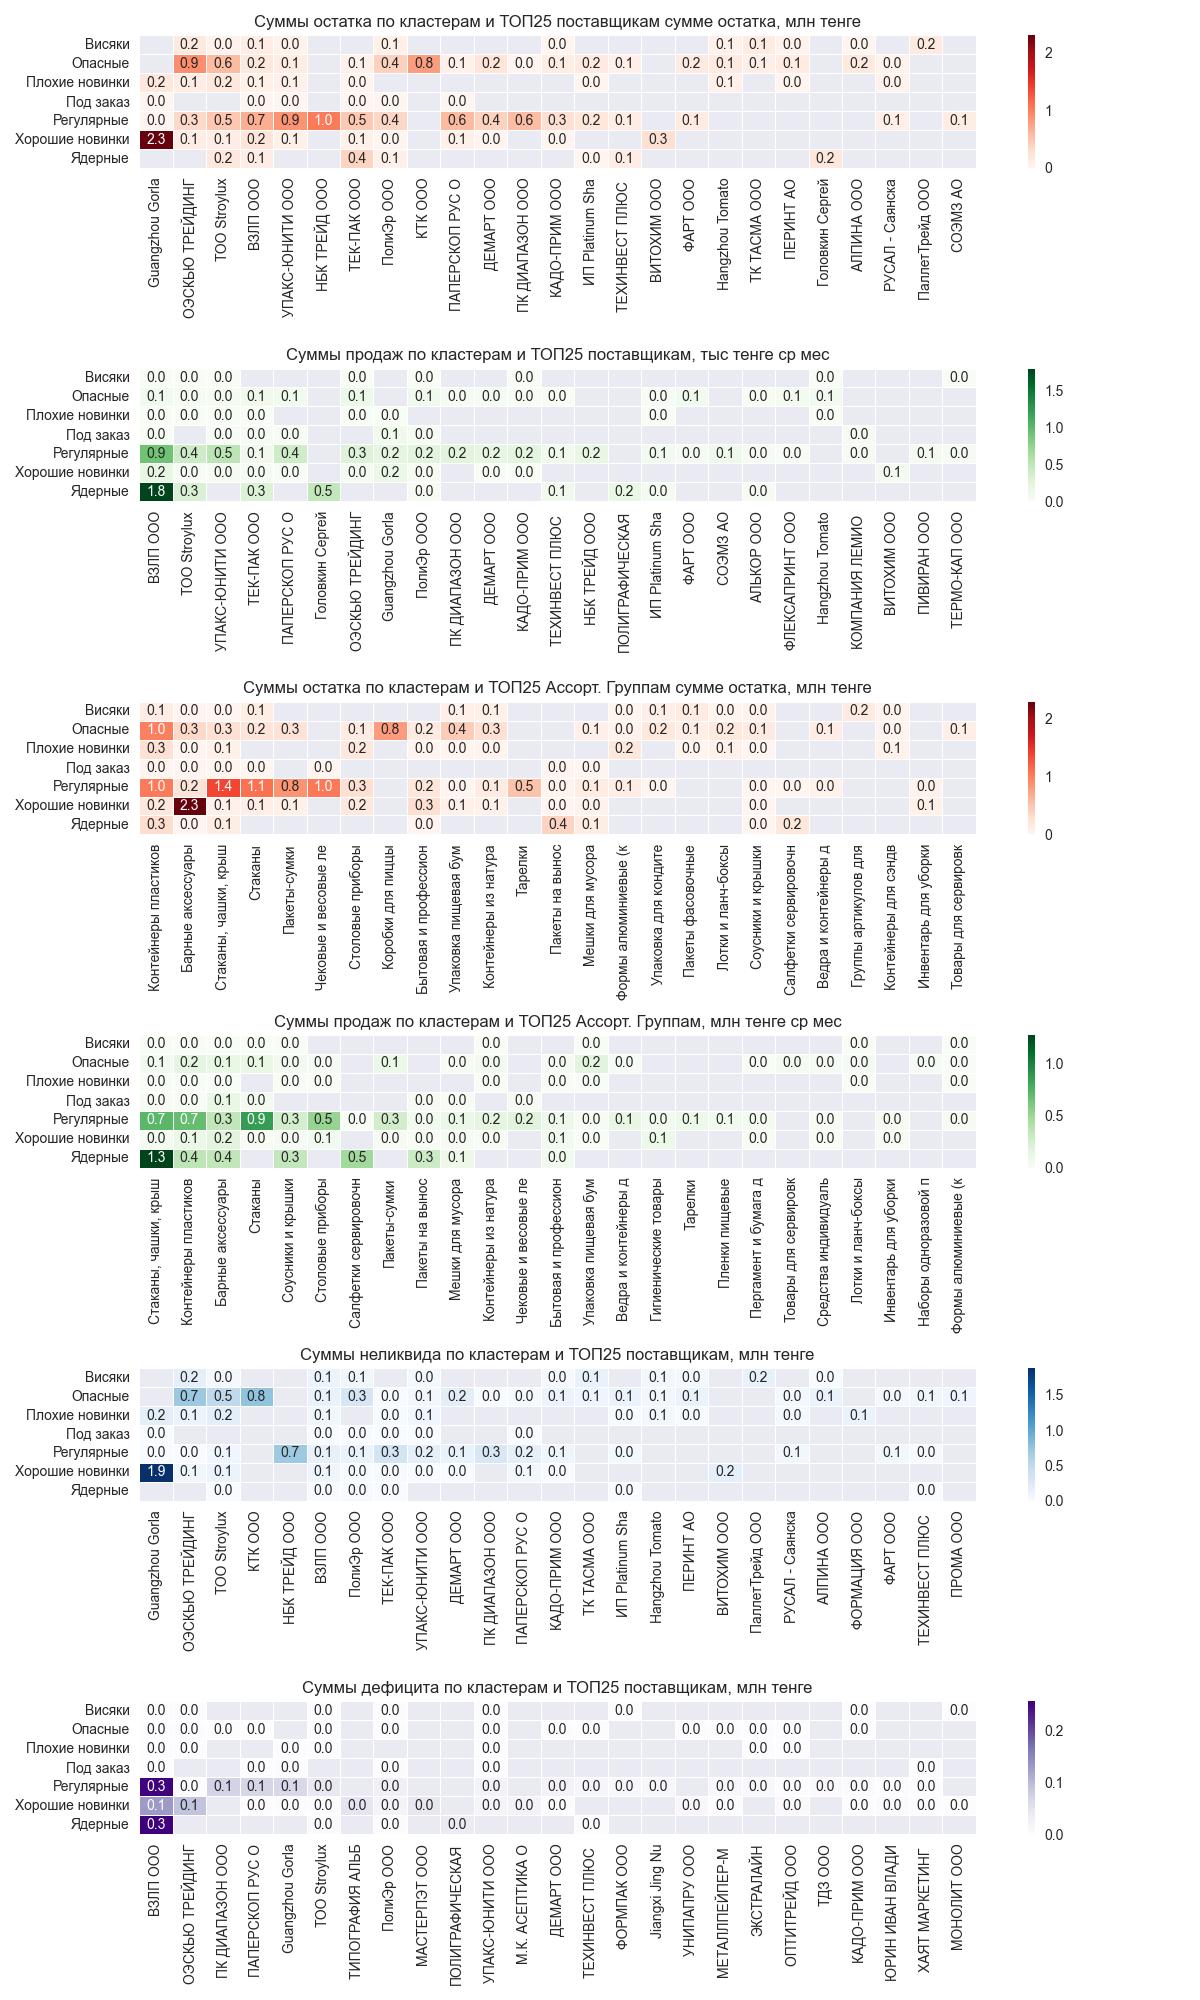 Суммы остатка по кластерам и ТОП25 поставщикам сумме остатка, млн тенге
Висяки 0.2 0.0 0.1 0.0 0.1 0.0 0.1 0.1 0.0 0.0 0.2
Опасные 0.9 0.6 0.2 0.1 0.1 0.4 0.8 0.1 0.2 0.0 0.1 0.2 0.1 0.2 0.1 0.1 0.1 0.2 0.0
Плохие новинки 0.2 0.1 0.2 0.1 0.1 0.0 0.0 0.1 0.0 0.0
Под заказ 0.0 0.0 0.0 0.0 0.0 0.0
Регулярные 0.0 0.3 0.5 0.7 0.9 1.0 0.5 0.4 0.6 0.4 0.6 0.3 0.2 0.1 0.1 0.1 0.1
Хорошие новинки 2.3 0.1 0.1 0.2 0.1 0.1 0.0 0.1 0.0 0.0 0.3
Ядерные 0.2 0.1 0.4 0.1 0.0 0.1 0.2
2
1
0
Guangzhou Gorla
ОЭСКЬЮ ТРЕЙДИНГ
ТОО Stroylux
ВЗЛП ООО
УПАКС-ЮНИТИ ООО
НБК ТРЕЙД ООО
ТЕК-ПАК ООО
ПолиЭр ООО
КТК ООО
ПАПЕРСКОП РУС О
ДЕМАРТ ООО
ПК ДИАПАЗОН ООО
КАДО-ПРИМ ООО
ИП Platinum Sha
ТЕХИНВЕСТ ПЛЮС
ВИТОХИМ ООО
ФАРТ ООО
Hangzhou Tomato
ТК ТАСМА ООО
ПЕРИНТ АО
Головкин Сергей
АЛПИНА ООО
РУСАЛ - Саянска
ПаллетТрейд ООО
СОЭМЗ АО
Суммы продаж по кластерам и ТОП25 поставщикам, тыс тенге ср мес
Висяки 0.0 0.0 0.0 0.0 0.0 0.0 0.0 0.0
Опасные 0.1 0.0 0.0 0.1 0.1 0.1 0.1 0.0 0.0 0.0 0.0 0.0 0.1 0.0 0.1 0.1
Плохие новинки 0.0 0.0 0.0 0.0 0.0 0.0 0.0 0.0
Под заказ 0.0 0.0 0.0 0.0 0.1 0.0 0.0
Регулярные 0.9 0.4 0.5 0.1 0.4 0.3 0.2 0.2 0.2 0.2 0.2 0.1 0.2 0.1 0.0 0.1 0.0 0.0 0.0 0.1 0.0
Хорошие новинки 0.2 0.0 0.0 0.0 0.0 0.0 0.2 0.0 0.0 0.0 0.1
Ядерные 1.8 0.3 0.3 0.5 0.0 0.1 0.2 0.0 0.0
1.5
1.0
0.5
0.0
ВЗЛП ООО
ТОО Stroylux
УПАКС-ЮНИТИ ООО
ТЕК-ПАК ООО
ПАПЕРСКОП РУС О
Головкин Сергей
ОЭСКЬЮ ТРЕЙДИНГ
Guangzhou Gorla
ПолиЭр ООО
ПК ДИАПАЗОН ООО
ДЕМАРТ ООО
КАДО-ПРИМ ООО
ТЕХИНВЕСТ ПЛЮС
НБК ТРЕЙД ООО
ПОЛИГРАФИЧЕСКАЯ
ИП Platinum Sha
ФАРТ ООО
СОЭМЗ АО
АЛЬКОР ООО
ФЛЕКСАПРИНТ ООО
Hangzhou Tomato
КОМПАНИЯ ЛЕМИО
ВИТОХИМ ООО
ПИВИРАН ООО
ТЕРМО-КАП ООО
Суммы остатка по кластерам и ТОП25 Ассорт. Группам сумме остатка, млн тенге
Висяки 0.1 0.0 0.0 0.1 0.1 0.1 0.0 0.1 0.1 0.0 0.0 0.2 0.0
Опасные 1.0 0.3 0.3 0.2 0.3 0.1 0.8 0.2 0.4 0.3 0.1 0.0 0.2 0.1 0.2 0.1 0.1 0.0 0.1
Плохие новинки 0.3 0.0 0.1 0.2 0.0 0.0 0.0 0.2 0.0 0.1 0.0 0.1
Под заказ 0.0 0.0 0.0 0.0 0.0 0.0 0.0
Регулярные 1.0 0.2 1.4 1.1 0.8 1.0 0.3 0.2 0.0 0.1 0.5 0.0 0.1 0.1 0.0 0.0 0.0 0.0 0.0
Хорошие новинки 0.2 2.3 0.1 0.1 0.1 0.2 0.3 0.1 0.1 0.0 0.0 0.0 0.1
Ядерные 0.3 0.0 0.1 0.0 0.4 0.1 0.0 0.2
2
1
0
Контейнеры пластиков
Барные аксессуары
Стаканы, чашки, крыш
Стаканы
Пакеты-сумки
Чековые и весовые ле
Столовые приборы
Коробки для пиццы
Бытовая и профессион
Упаковка пищевая бум
Контейнеры из натура
Тарелки
Пакеты на вынос
Мешки для мусора
Формы алюминиевые (к
Упаковка для кондите
Пакеты фасовочные
Лотки и ланч-боксы
Соусники и крышки
Салфетки сервировочн
Ведра и контейнеры д
Группы артикулов для
Контейнеры для сэндв
Инвентарь для уборки
Товары для сервировк
Суммы продаж по кластерам и ТОП25 Ассорт. Группам, млн тенге ср мес
Висяки 0.0 0.0 0.0 0.0 0.0 0.0 0.0 0.0 0.0
Опасные 0.1 0.2 0.1 0.1 0.0 0.1 0.0 0.0 0.0 0.2 0.0 0.0 0.0 0.0 0.0 0.0 0.0
Плохие новинки 0.0 0.0 0.0 0.0 0.0 0.0 0.0 0.0 0.0 0.0
Под заказ 0.0 0.0 0.1 0.0 0.0 0.0 0.0
Регулярные 0.7 0.7 0.3 0.9 0.3 0.5 0.0 0.3 0.0 0.1 0.2 0.2 0.1 0.0 0.1 0.0 0.1 0.1 0.0 0.0 0.0 0.0
Хорошие новинки 0.0 0.1 0.2 0.0 0.0 0.1 0.0 0.0 0.0 0.0 0.1 0.0 0.1 0.0 0.0 0.0
Ядерные 1.3 0.4 0.4 0.3 0.5 0.3 0.1 0.0
1.0
0.5
0.0
Стаканы, чашки, крыш
Контейнеры пластиков
Барные аксессуары
Стаканы
Соусники и крышки
Столовые приборы
Салфетки сервировочн
Пакеты-сумки
Пакеты на вынос
Мешки для мусора
Контейнеры из натура
Чековые и весовые ле
Бытовая и профессион
Упаковка пищевая бум
Ведра и контейнеры д
Гигиенические товары
Тарелки
Пленки пищевые
Пергамент и бумага д
Товары для сервировк
Средства индивидуаль
Лотки и ланч-боксы
Инвентарь для уборки
Наборы одноразовой п
Формы алюминиевые (к
Суммы неликвида по кластерам и ТОП25 поставщикам, млн тенге
Висяки 0.2 0.0 0.1 0.1 0.0 0.1 0.1 0.0 0.2 0.0
Опасные 0.7 0.5 0.8 0.1 0.3 0.0 0.1 0.2 0.0 0.0 0.1 0.1 0.1 0.1 0.1 0.0 0.1 0.0 0.1 0.1
Плохие новинки 0.2 0.1 0.2 0.1 0.0 0.1 0.0 0.1 0.0 0.0 0.1
Под заказ 0.0 0.0 0.0 0.0 0.0 0.0
Регулярные 0.0 0.0 0.1 0.7 0.1 0.1 0.3 0.2 0.1 0.3 0.2 0.1 0.0 0.1 0.1 0.0
Хорошие новинки 1.9 0.1 0.1 0.1 0.0 0.0 0.0 0.0 0.1 0.0 0.2
Ядерные 0.0 0.0 0.0 0.0 0.0 0.0
1.5
1.0
0.5
0.0
Guangzhou Gorla
ОЭСКЬЮ ТРЕЙДИНГ
ТОО Stroylux
КТК ООО
НБК ТРЕЙД ООО
ВЗЛП ООО
ПолиЭр ООО
ТЕК-ПАК ООО
УПАКС-ЮНИТИ ООО
ДЕМАРТ ООО
ПК ДИАПАЗОН ООО
ПАПЕРСКОП РУС О
КАДО-ПРИМ ООО
ТК ТАСМА ООО
ИП Platinum Sha
Hangzhou Tomato
ПЕРИНТ АО
ВИТОХИМ ООО
ПаллетТрейд ООО
РУСАЛ - Саянска
АЛПИНА ООО
ФОРМАЦИЯ ООО
ФАРТ ООО
ТЕХИНВЕСТ ПЛЮС
ПРОМА ООО
Суммы дефицита по кластерам и ТОП25 поставщикам, млн тенге
Висяки 0.0 0.0 0.0 0.0 0.0 0.0 0.0 0.0
Опасные 0.0 0.0 0.0 0.0 0.0 0.0 0.0 0.0 0.0 0.0 0.0 0.0 0.0 0.0
Плохие новинки 0.0 0.0 0.0 0.0 0.0 0.0 0.0
Под заказ 0.0 0.0 0.0 0.0 0.0 0.0
Регулярные 0.3 0.0 0.1 0.1 0.1 0.0 0.0 0.0 0.0 0.0 0.0 0.0 0.0 0.0 0.0 0.0 0.0 0.0 0.0 0.0
Хорошие новинки 0.1 0.1 0.0 0.0 0.0 0.0 0.0 0.0 0.0 0.0 0.0 0.0 0.0 0.0 0.0 0.0 0.0 0.0
Ядерные 0.3 0.0 0.0 0.0 0.0
0.2
0.1
0.0
ВЗЛП ООО
ОЭСКЬЮ ТРЕЙДИНГ
ПК ДИАПАЗОН ООО
ПАПЕРСКОП РУС О
Guangzhou Gorla
ТОО Stroylux
ТИПОГРАФИЯ АЛЬБ
ПолиЭр ООО
МАСТЕРПЭТ ООО
ПОЛИГРАФИЧЕСКАЯ
УПАКС-ЮНИТИ ООО
М.К. АСЕПТИКА О
ДЕМАРТ ООО
ТЕХИНВЕСТ ПЛЮС
ФОРМПАК ООО
Jiangxi Jing Nu
УНИПАПРУ ООО
МЕТАЛЛПЕЙПЕР-М
ЭКСТРАЛАЙН
ОПТИТРЕЙД ООО
ТДЗ ООО
КАДО-ПРИМ ООО
ЮРИН ИВАН ВЛАДИ
ХАЯТ МАРКЕТИНГ
МОНОЛИТ ООО